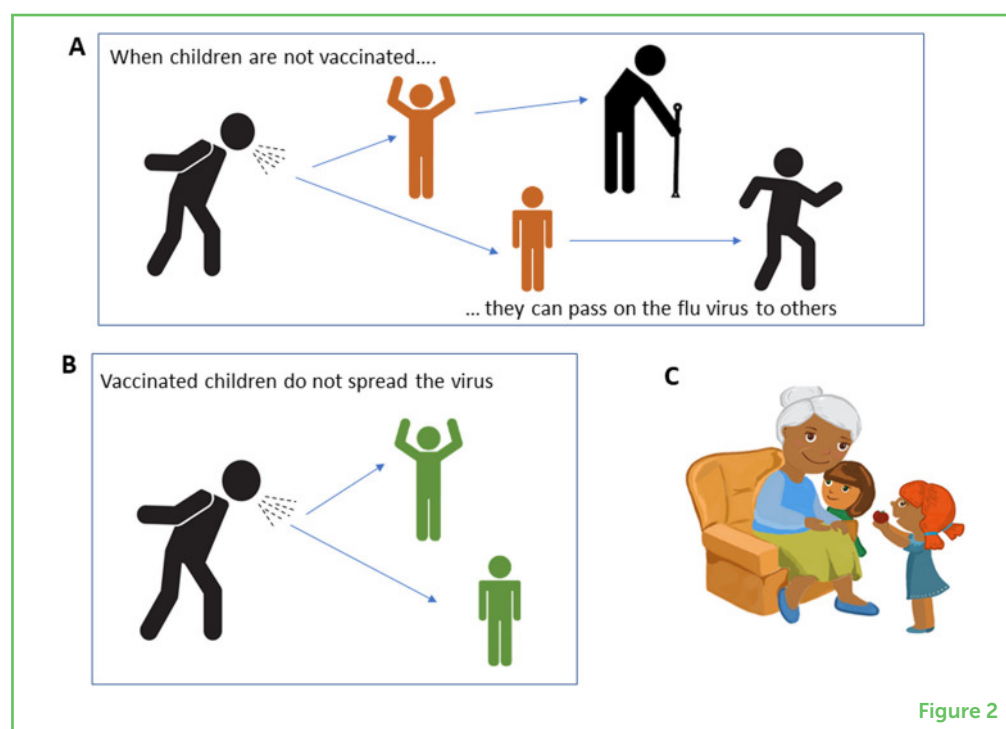 A
When children are not vaccinated....
... they can pass on the flu virus to others
B
Vaccinated children do not spread the virus
C
Figure 2